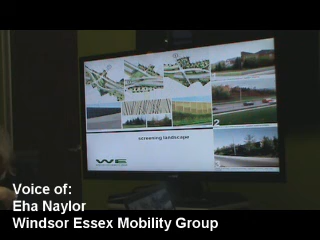 2
screening landscape
WE
Voice of:
Eha Naylor
Windsor Essex Mobility Group